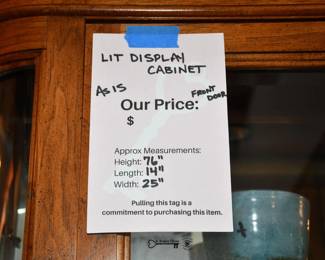 LIT DISPLAY
CABINET
AS IS
FRONT
DOOR
Our Price:
$
Approx Measurements:
Height: 76"
Length: 14"
Width: 25"
Pulling this tag is a
commitment to purchasing this item.